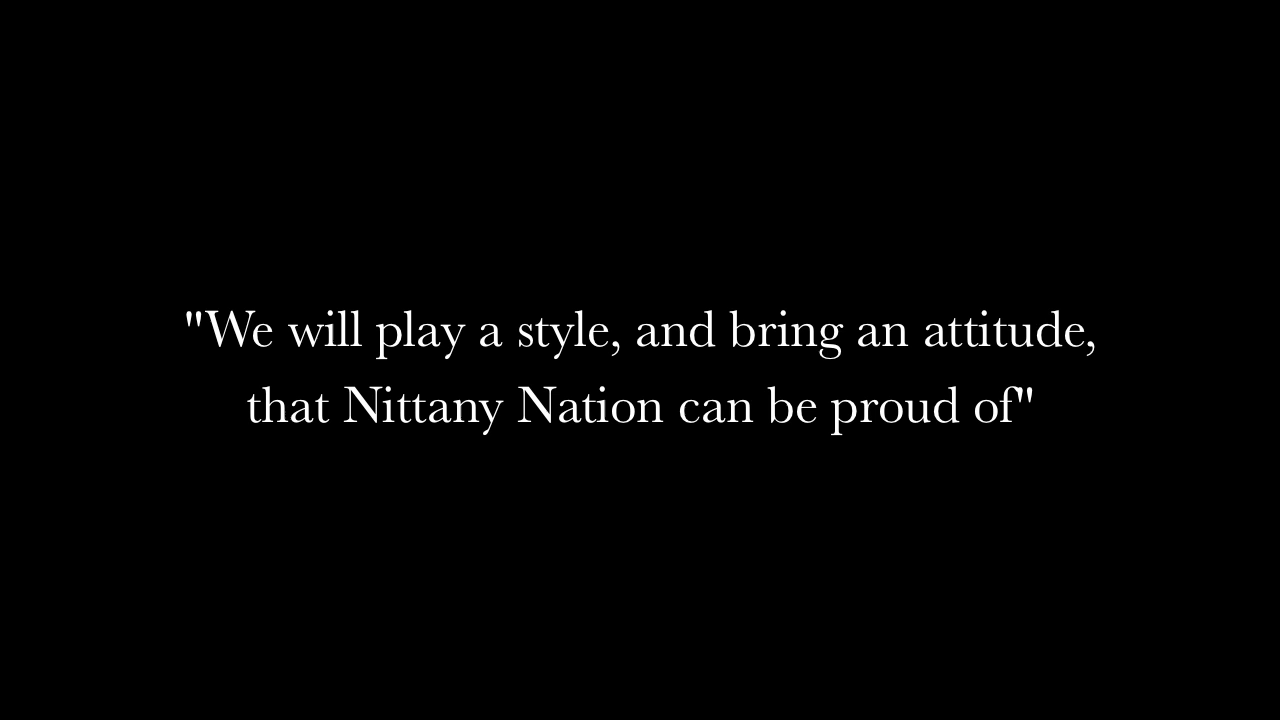 "We will play a style, and bring an attitude,
that Nittany Nation can be proud of"